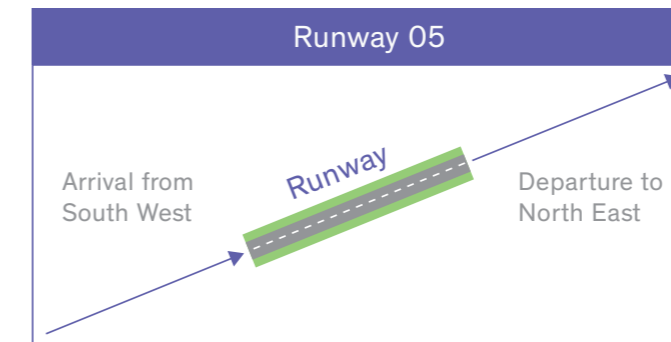 Runway 05
Runway
Arrival from
South West
Departure to
North East